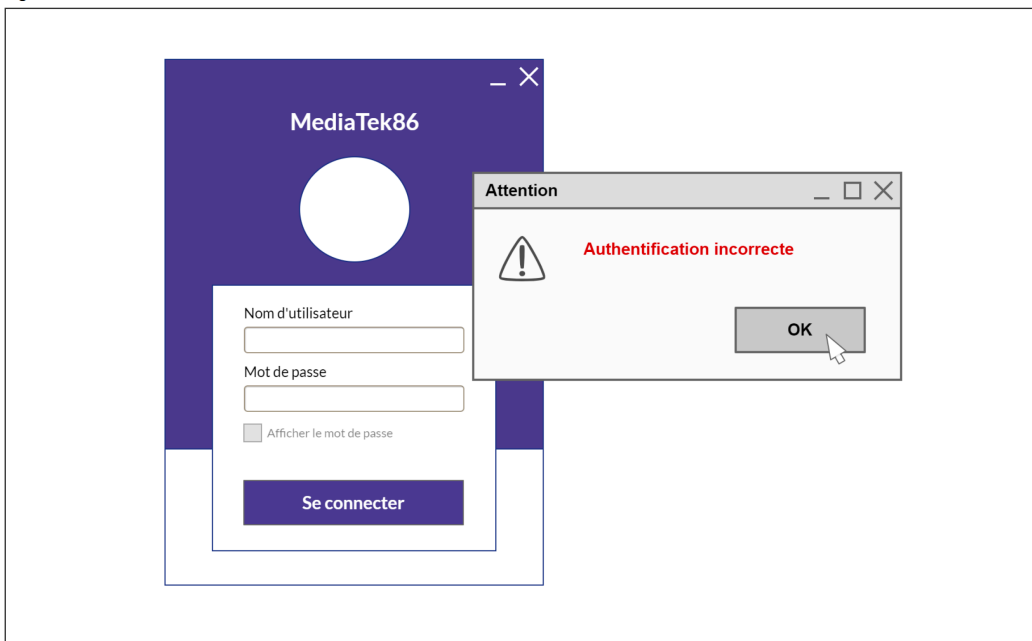 MediaTek86
Attention
Authentification incorrecte
OK
Nom d'utilisateur
Mot de passe
Afficher le mot de passe
Se connecter